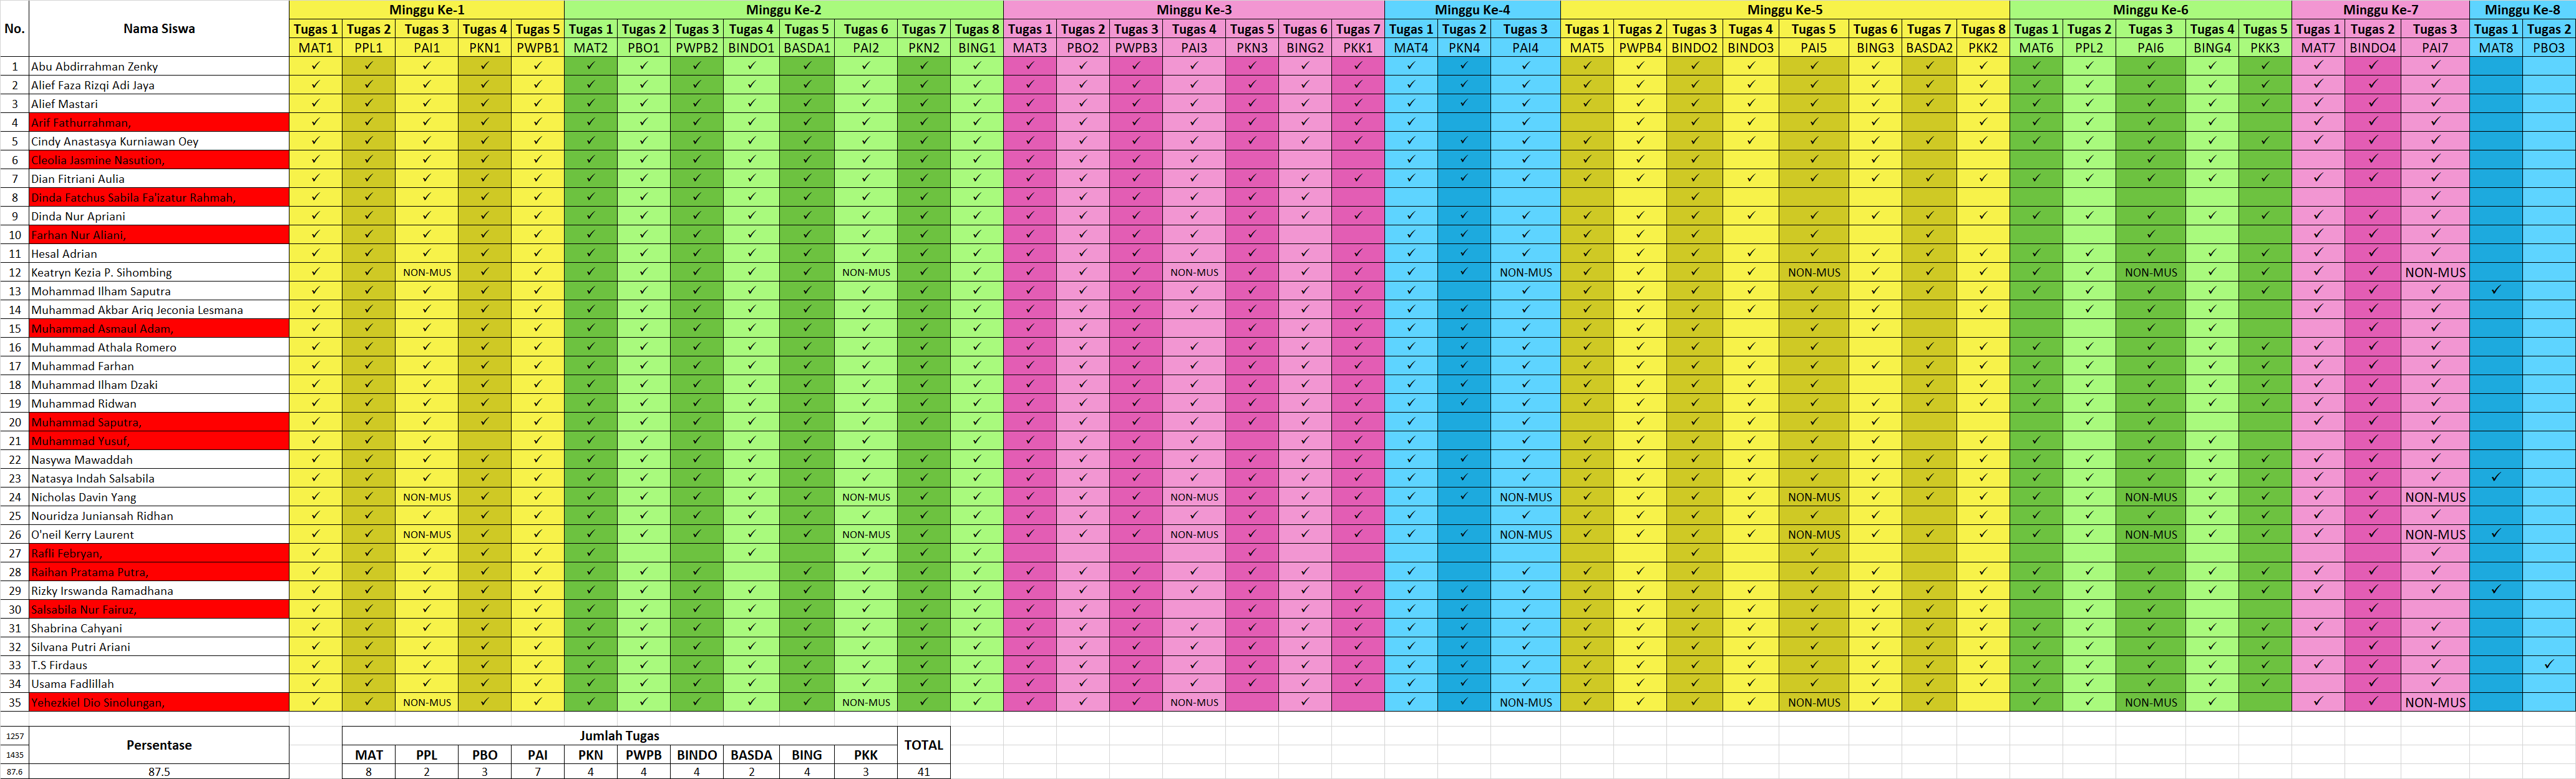 No. Nama Siswa Minggu Ke-1 Minggu Ke-2 Minggu Ke-3 Minggu Ke-4 Minggu Ke-5 Minggu Ke-6 Minggu Ke-7 Minggu Ke-8
Tugas 1 Tugas 2 Tugas 3 Tugas 4 Tugas 5 Tugas 1 Tugas 2 Tugas 3 Tugas 4 Tugas 5 Tugas 6 Tugas 7 Tugas 8 Tugas 1 Tugas 2 Tugas 3 Tugas 4 Tugas 5 Tugas 6 Tugas 7 Tugas 1 Tugas 2 Tugas 3 Tugas 1 Tugas 2 Tugas 3 Tugas 4 Tugas 5 Tugas 6 Tugas 7 Tugas 8 Tugas 1 Tugas 2 Tugas 3 Tugas 4 Tugas 5 Tugas 1 Tugas 2 Tugas 3 Tugas 1 Tugas 2
MAT1 PPL1 PAI1 PKN1 PWPB1 MAT2 PBO1 PWPB2 BINDO1 BASDA1 PAI2 PKN2 BING1 MAT3 PBO2 PWPB3 PAI3 PKN3 BING2 PKK1 MAT4 PKN4 PAI4 MAT5 PWPB4 BINDO2 BINDO3 PAI5 BING3 BASDA2 PKK2 MAT6 PPL2 PAI6 BING4 PKK3 MAT7 BINDO4 PAI7 MAT8 PBO3
1 Abu Abdirrahman Zenky
2 Alief Faza Rizqi Adi Jaya
3 Alief Mastari
4 Arif Fathurrahman,
5 Cindy Anastasya Kurniawan Oey
6 Cleolia Jasmine Nasution,
7 Dian Fitriani Aulia
8 Dinda Fatchus Sabila Fa'izatur Rahmah,
9 Dinda Nur Apriani
10 Farhan Nur Aliani,
11 Hesal Adrian
12 Keatryn Kezia P. Sihombing NON-MUS NON-MUS NON-MUS NON-MUS NON-MUS NON-MUS NON-MUS
13 Mohammad Ilham Saputra
14 Muhammad Akbar Ariq Jeconia Lesmana
15 Muhammad Asmaul Adam,
16 Muhammad Athala Romero
17 Muhammad Farhan
18 Muhammad Ilham Dzaki
19 Muhammad Ridwan
20 Muhammad Saputra,
21 Muhammad Yusuf,
22 Nasywa Mawaddah
23 Natasya Indah Salsabila
24 Nicholas Davin Yang NON-MUS NON-MUS NON-MUS NON-MUS NON-MUS NON-MUS NON-MUS
25 Nouridza Juniansah Ridhan
26 O'neil Kerry Laurent NON-MUS NON-MUS NON-MUS NON-MUS NON-MUS NON-MUS NON-MUS
27 Rafli Febryan,
28 Raihan Pratama Putra,
29 Rizky Irswanda Ramadhana
30 Salsabila Nur Fairuz,
31 Shabrina Cahyani
32 Silvana Putri Ariani
33 T.S Firdaus
34 Usama Fadlillah
35 Yehezkiel Dio Sinolungan, NON-MUS NON-MUS NON-MUS NON-MUS NON-MUS NON-MUS NON-MUS
1257 Persentase Jumlah Tugas TOTAL
1435 MAT PPL PBO PAI PKN PWPB BINDO BASDA BING PKK
87.6 87.5 8 2 3 7 4 4 4 2 4 3 41